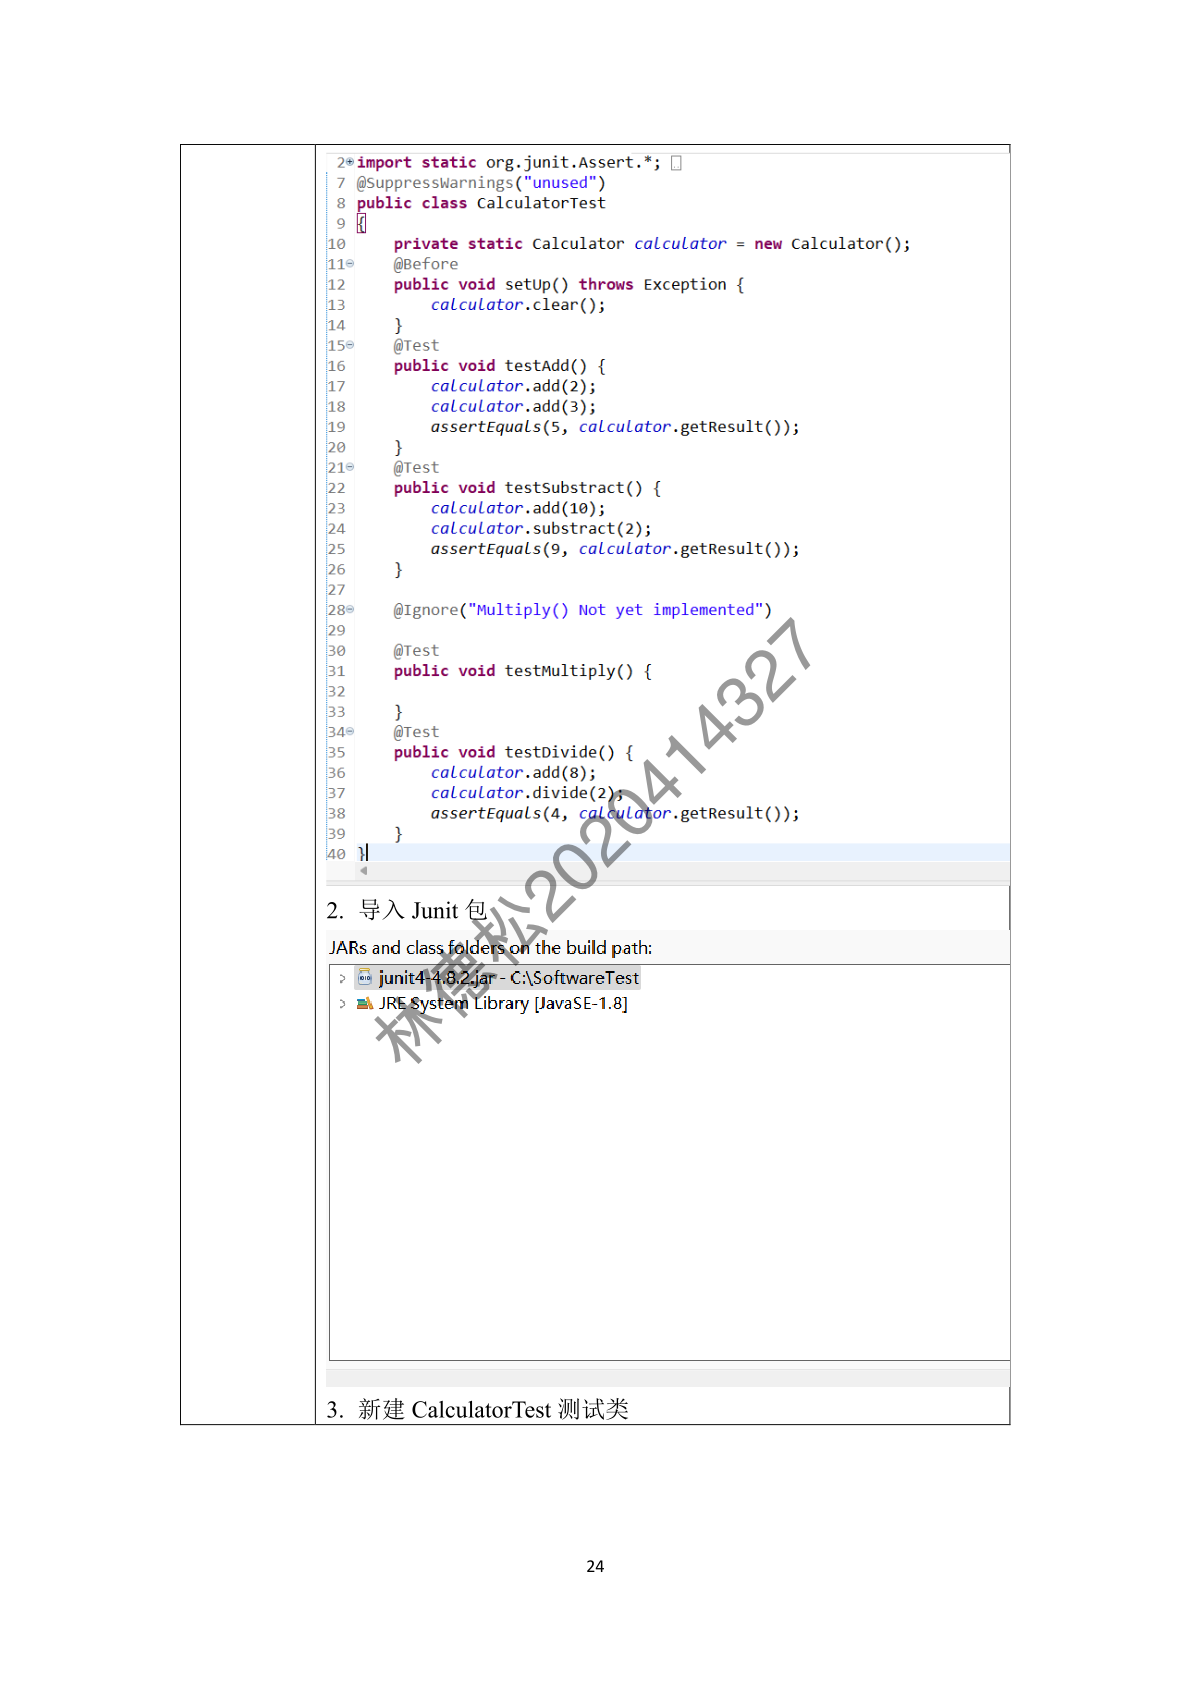 2 import static org.junit.Assert.*;
7 @SuppressWarnings("unused")
8 public class CalculatorTest
9 {
10 private static Calculator calculator = new Calculator();
11 @Before
12 public void setUp() throws Exception {
13 calculator.clear();
14 }
15 @Test
16 public void testAdd() {
17 calculator.add(2);
18 calculator.add(3);
19 assertEquals(5, calculator.getResult());
20 }
21 @Test
22 public void testSubstract() {
23 calculator.add(10);
24 calculator.substract(2);
25 assertEquals(9, calculator.getResult());
26 }
27
28 @Ignore("Multiply() Not yet implemented")
29
30 @Test
31 public void testMultiply() {
32
33 }
34 @Test
35 public void testDivide() {
36 calculator.add(8);
37 calculator.divide(2);
38 assertEquals(4, calculator.getResult());
39 }
40 }
2. 导入 Junit 包
JARs and class folders on the build path:
junit4-4.8.2.jar - C:\SoftwareTest
JRE System Library [JavaSE-1.8]
3. 新建 CalculatorTest 测试类
林德松2020414327
24